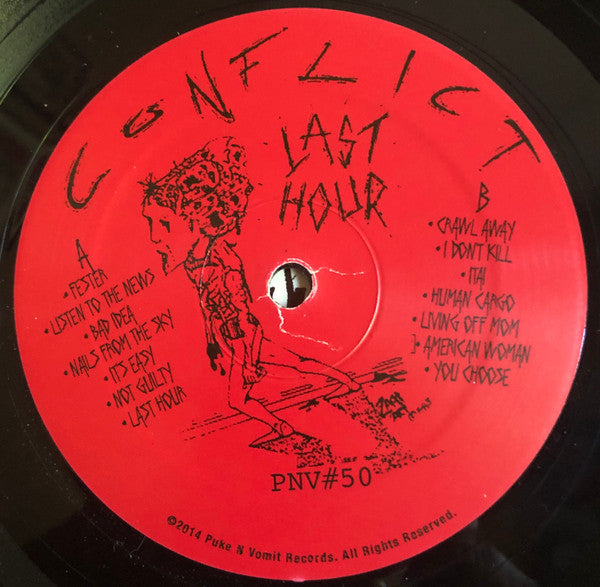 CONFLICT
LAST
HOUR
A
• FESTER
• LISTEN TO THE NEWS
• BAD IDEA
• NAILS FROM THE SKY
• ITS EASY
• NOT GUILTY
• LAST HOUR
B
• CRAWL AWAY
• I DONT KILL
ITAI
• HUMAN CARGO
• LIVING OFF MOM
• AMERICAN WOMAN
• YOU CHOOSE
PNV#50
©2014 Puke N Vomit Records. All Rights Reserved.